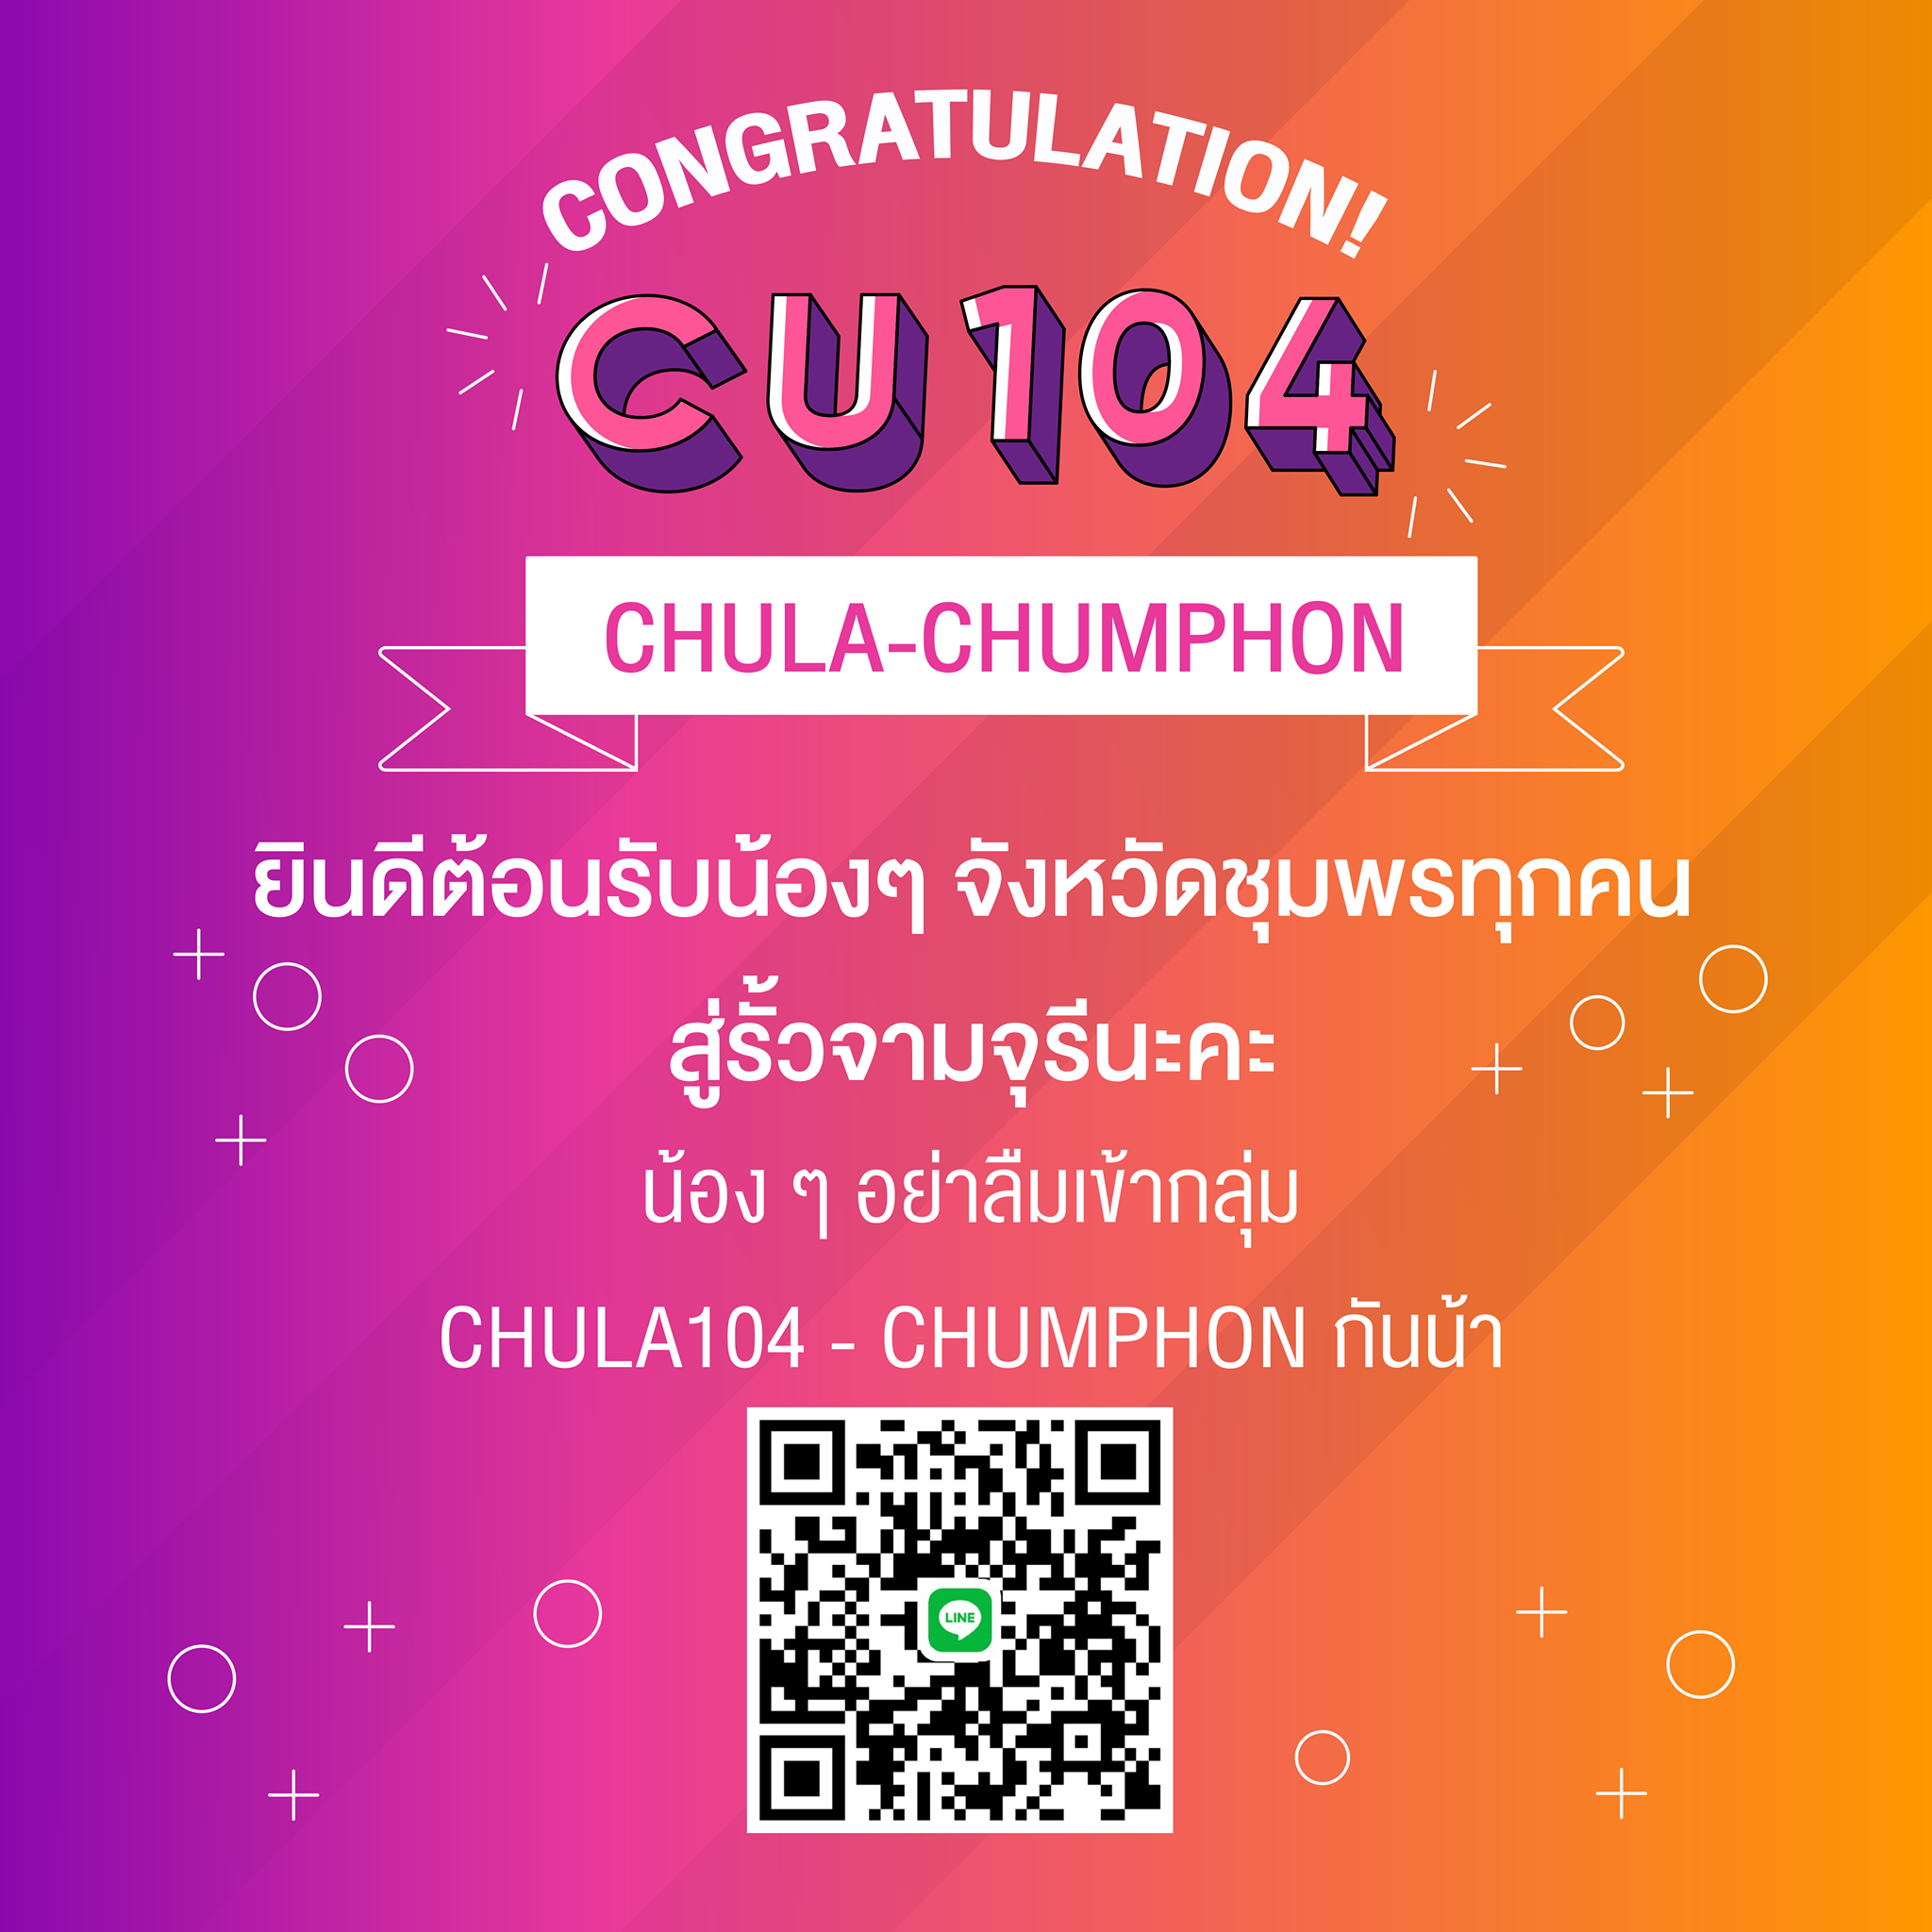 CONGRATULATION!
CU104
CHULA-CHUMPHON
ยินดีต้อนรับน้องๆ จังหวัดชุมพรทุกคน
สู่รั้วจามจุรีนะคะ
น้อง ๆ อย่าลืมเข้ากลุ่ม
CHULA104 - CHUMPHON กันน้า
LINE